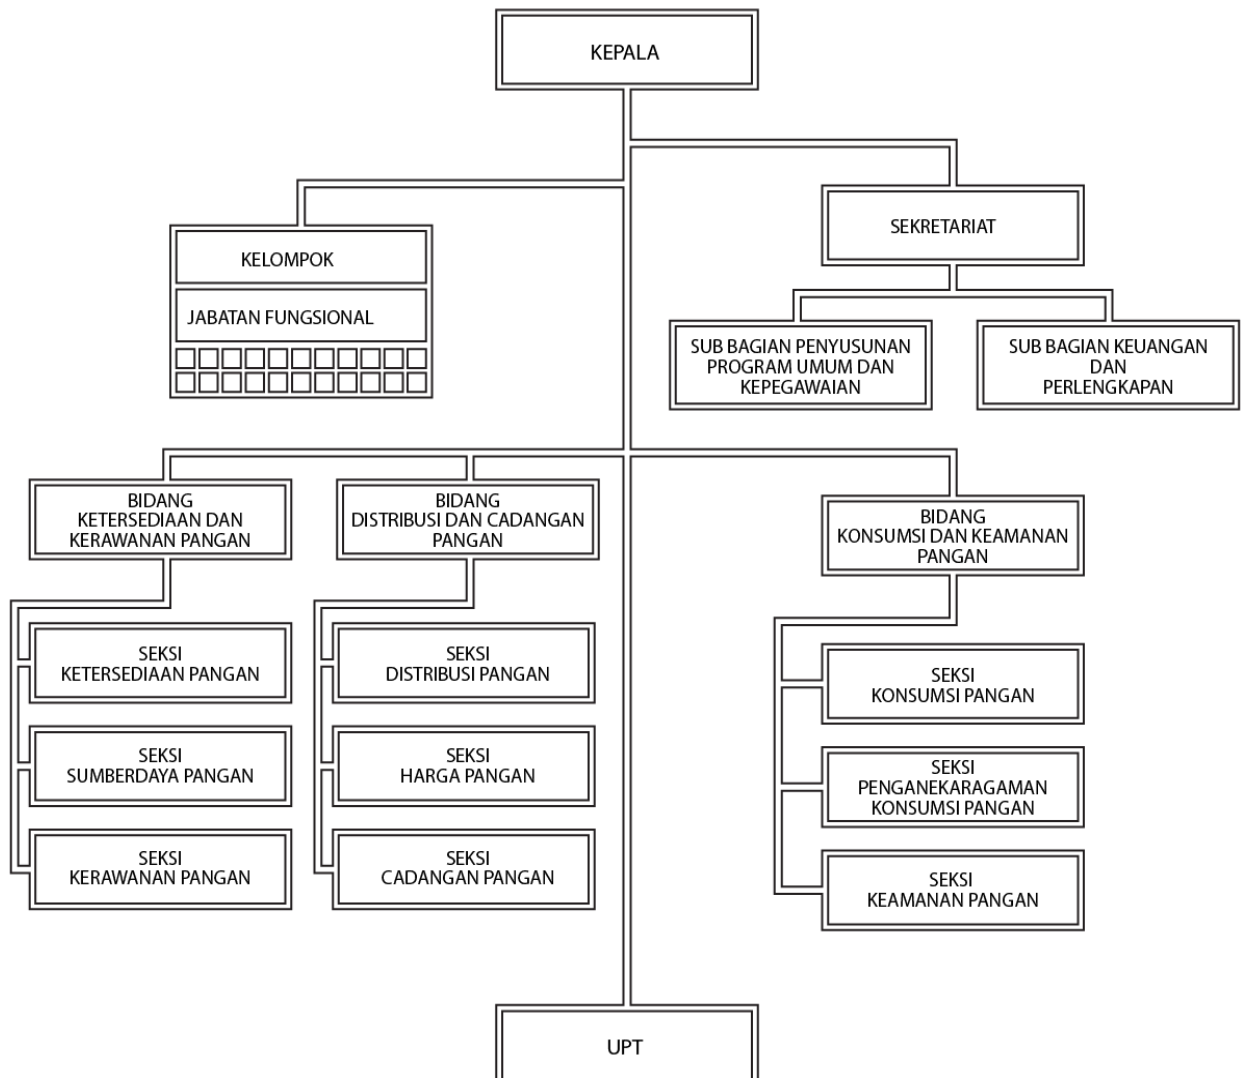 KEPALA
SEKRETARIAT
KELOMPOK
JABATAN FUNGSIONAL
SUB BAGIAN PENYUSUNAN
PROGRAM UMUM DAN
KEPEGAWAIAN
SUB BAGIAN KEUANGAN
DAN
PERLENGKAPAN
BIDANG
KETERSEDIAAN DAN
KERAWANAN PANGAN
BIDANG
DISTRIBUSI DAN CADANGAN
PANGAN
BIDANG
KONSUMSI DAN KEAMANAN
PANGAN
SEKSI
KETERSEDIAAN PANGAN
SEKSI
SUMBERDAYA PANGAN
SEKSI
KERAWANAN PANGAN
SEKSI
DISTRIBUSI PANGAN
SEKSI
HARGA PANGAN
SEKSI
CADANGAN PANGAN
SEKSI
KONSUMSI PANGAN
SEKSI
PENGANEKARAGAMAN
KONSUMSI PANGAN
SEKSI
KEAMANAN PANGAN
UPT